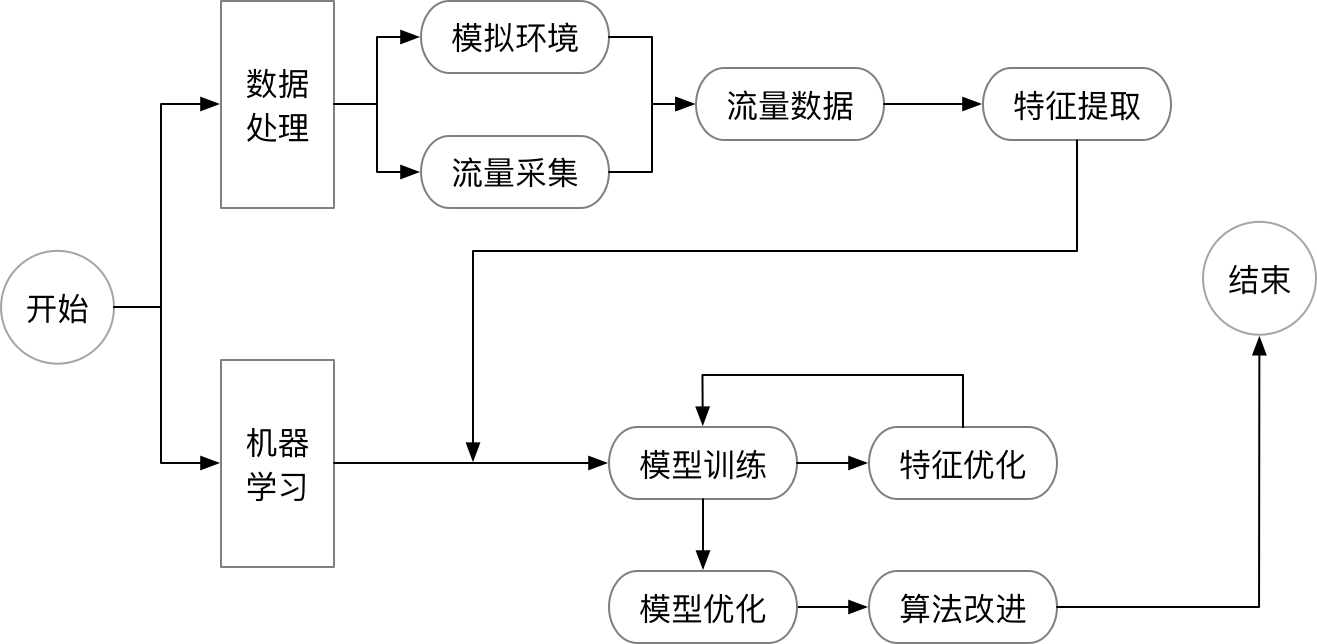 开始
数据
处理
模拟环境
流量采集
流量数据
特征提取
机器
学习
模型训练
特征优化
模型优化
算法改进
结束